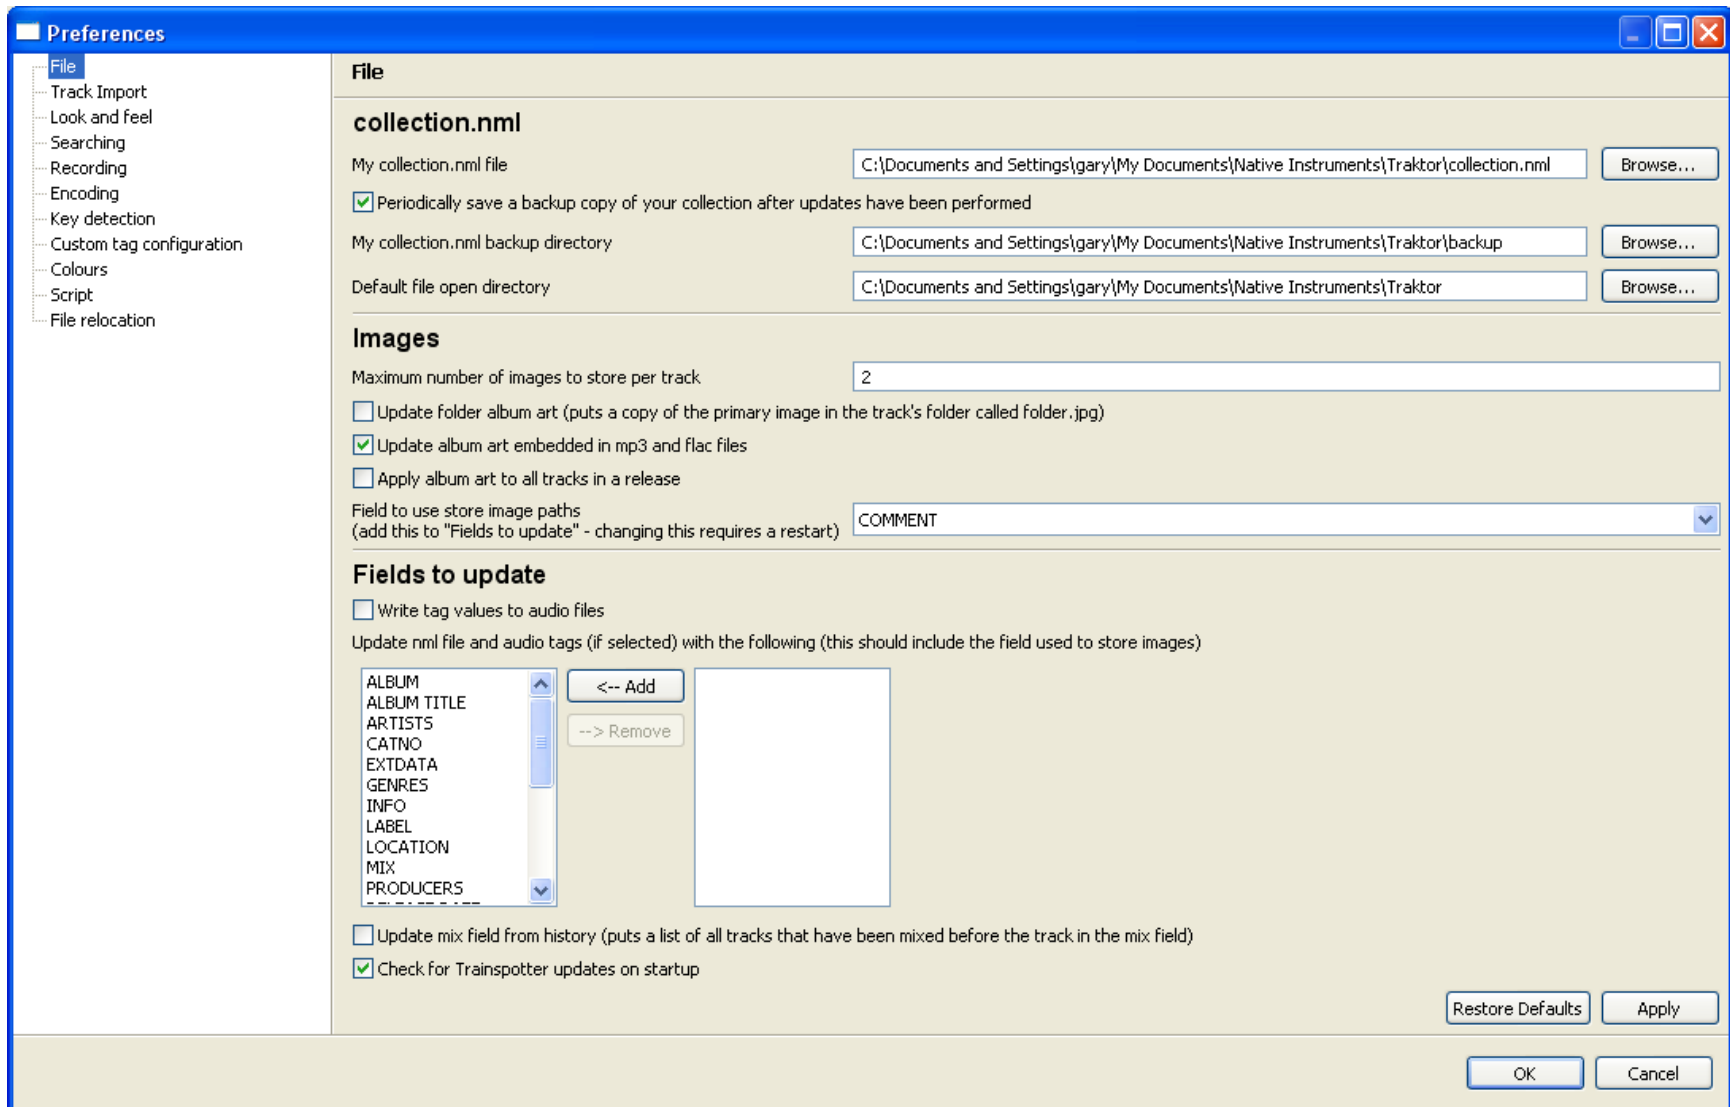 Preferences
File
Track Import
Look and feel
Searching
Recording
Encoding
Key detection
Custom tag configuration
Colours
Script
File relocation
File
collection.nml
My collection.nml file
C:\Documents and Settings\gary\My Documents\Native Instruments\Traktor\collection.nml
Browse...
Periodically save a backup copy of your collection after updates have been performed
My collection.nml backup directory
C:\Documents and Settings\gary\My Documents\Native Instruments\Traktor\backup
Browse...
Default file open directory
C:\Documents and Settings\gary\My Documents\Native Instruments\Traktor
Browse...
Images
Maximum number of images to store per track
2
Update folder album art (puts a copy of the primary image in the track's folder called folder.jpg)
Update album art embedded in mp3 and flac files
Apply album art to all tracks in a release
Field to use store image paths
(add this to "Fields to update" - changing this requires a restart)
COMMENT
Fields to update
Write tag values to audio files
Update nml file and audio tags (if selected) with the following (this should include the field used to store images)
ALBUM
ALBUM TITLE
ARTISTS
CATNO
EXTDATA
GENRES
INFO
LABEL
LOCATION
MIX
PRODUCERS
<-- Add
--> Remove
Update mix field from history (puts a list of all tracks that have been mixed before the track in the mix field)
Check for Trainspotter updates on startup
Restore Defaults
Apply
OK
Cancel